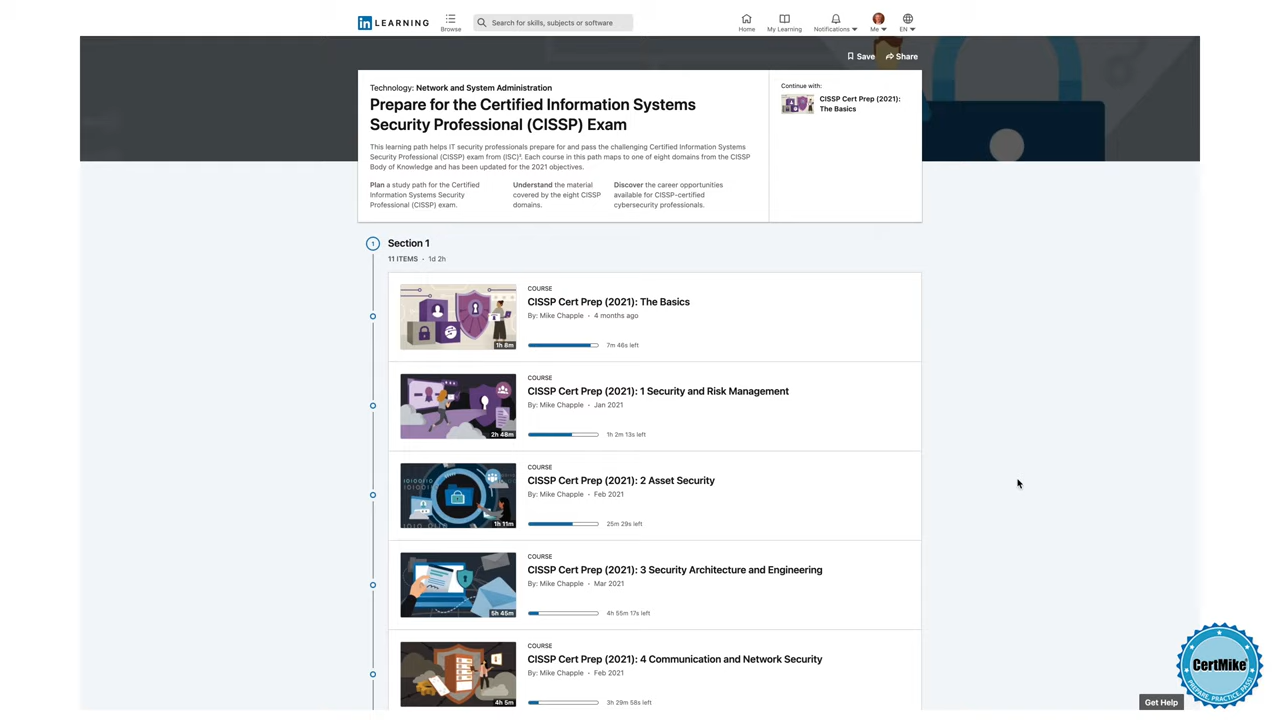 in LEARNING
Browse
Search for skills, subjects or software
Home
My Learning
Notifications
Me
EN
Save
Share
Technology: Network and System Administration
Prepare for the Certified Information Systems
Security Professional (CISSP) Exam
This learning path helps IT security professionals prepare for and pass the challenging Certified Information Systems
Security Professional (CISSP) exam from (ISC)². Each course in this path maps to one of eight domains from the CISSP
Body of Knowledge and has been updated for the 2021 objectives.
Plan a study path for the Certified
Information Systems Security
Professional (CISSP) exam.
Understand the material
covered by the eight CISSP
domains.
Discover the career opportunities
available for CISSP-certified
cybersecurity professionals.
Continue with:
CISSP Cert Prep (2021):
The Basics
1
Section 1
11 ITEMS · 1d 2h
COURSE
CISSP Cert Prep (2021): The Basics
By: Mike Chapple · 4 months ago
1h 8m
7m 46s left
COURSE
CISSP Cert Prep (2021): 1 Security and Risk Management
By: Mike Chapple · Jan 2021
2h 48m
1h 2m 13s left
COURSE
CISSP Cert Prep (2021): 2 Asset Security
By: Mike Chapple · Feb 2021
1h 11m
25m 29s left
COURSE
CISSP Cert Prep (2021): 3 Security Architecture and Engineering
By: Mike Chapple · Mar 2021
5h 45m
4h 55m 17s left
COURSE
CISSP Cert Prep (2021): 4 Communication and Network Security
By: Mike Chapple · Feb 2021
4h 5m
3h 29m 58s left
Get Help
CertMike
PREPARE. PRACTICE. PASS!